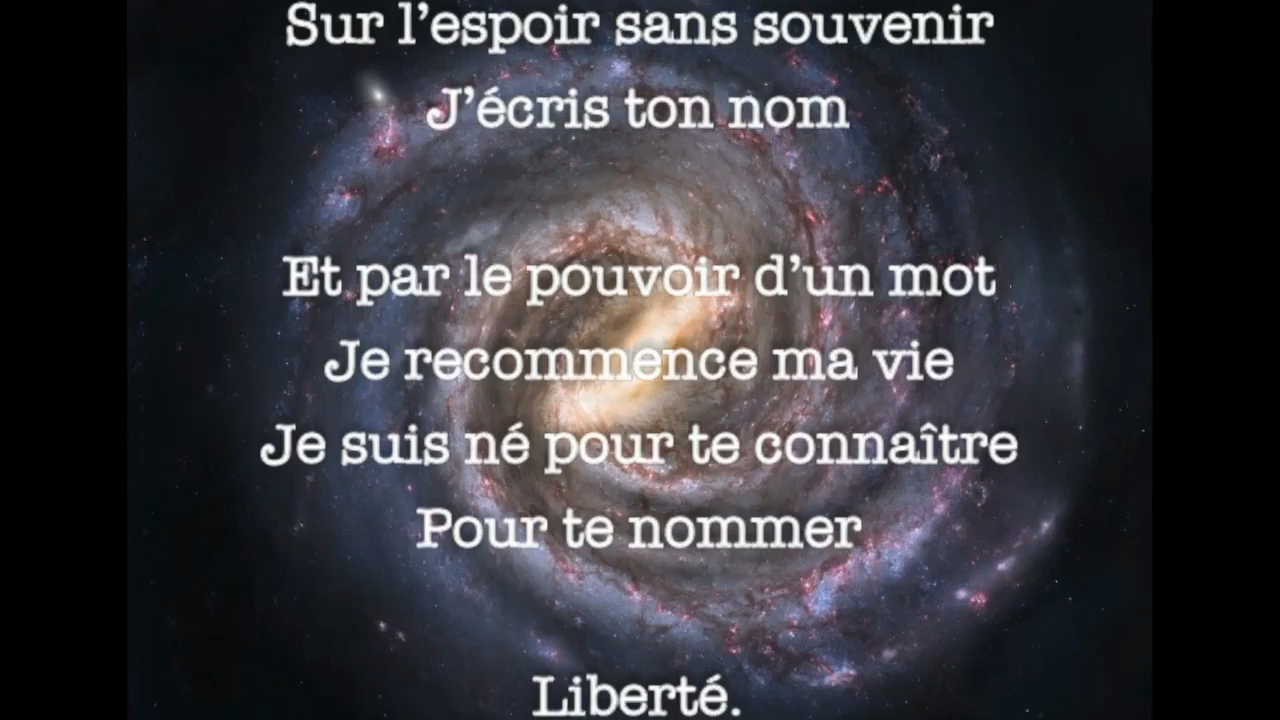 Sur l’espoir sans souvenir
J’écris ton nom
Et par le pouvoir d’un mot
Je recommence ma vie
Je suis né pour te connaître
Pour te nommer
Liberté.